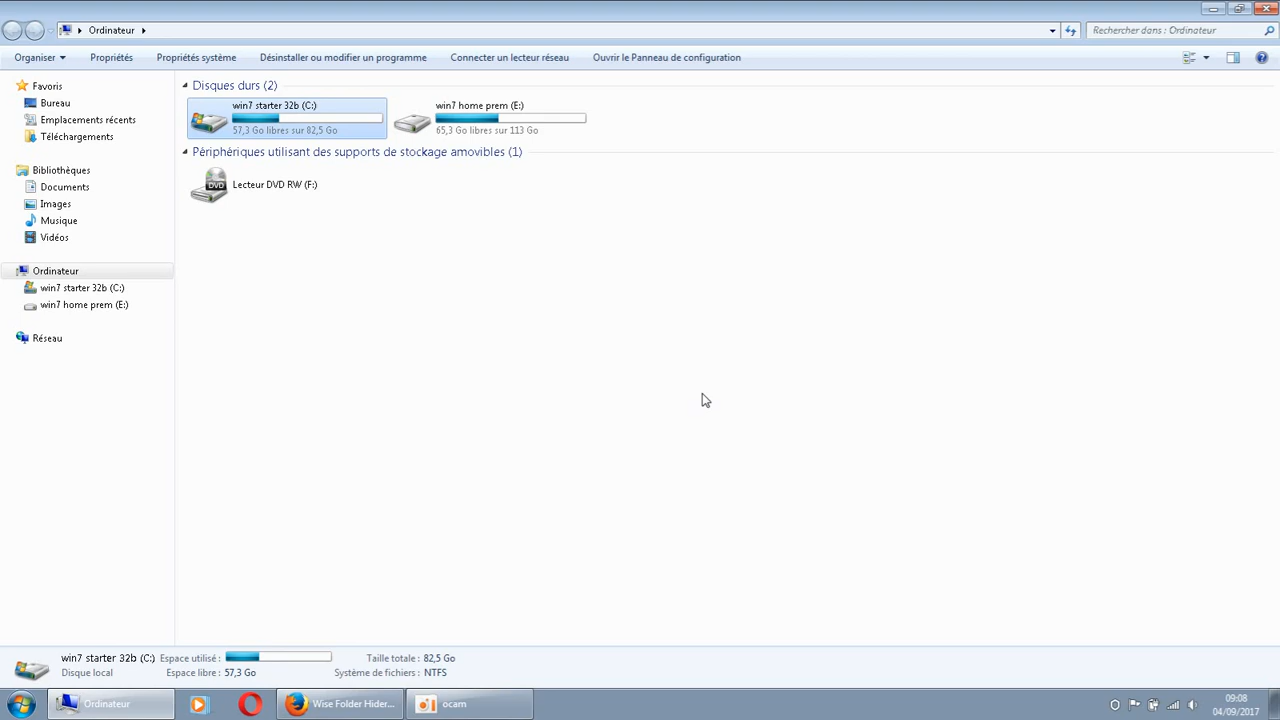 Ordinateur
Rechercher dans : Ordinateur
Organiser
Propriétés
Propriétés système
Désinstaller ou modifier un programme
Connecter un lecteur réseau
Ouvrir le Panneau de configuration
Favoris
Bureau
Emplacements récents
Téléchargements
Bibliothèques
Documents
Images
Musique
Vidéos
Ordinateur
win7 starter 32b (C:)
win7 home prem (E:)
Réseau
Disques durs (2)
win7 starter 32b (C:)
57,3 Go libres sur 82,5 Go
win7 home prem (E:)
65,3 Go libres sur 113 Go
Périphériques utilisant des supports de stockage amovibles (1)
DVD
Lecteur DVD RW (F:)
win7 starter 32b (C:) Espace utilisé : Taille totale : 82,5 Go
Disque local Espace libre : 57,3 Go Système de fichiers : NTFS
Ordinateur
Wise Folder Hider...
ocam
09:08
04/09/2017